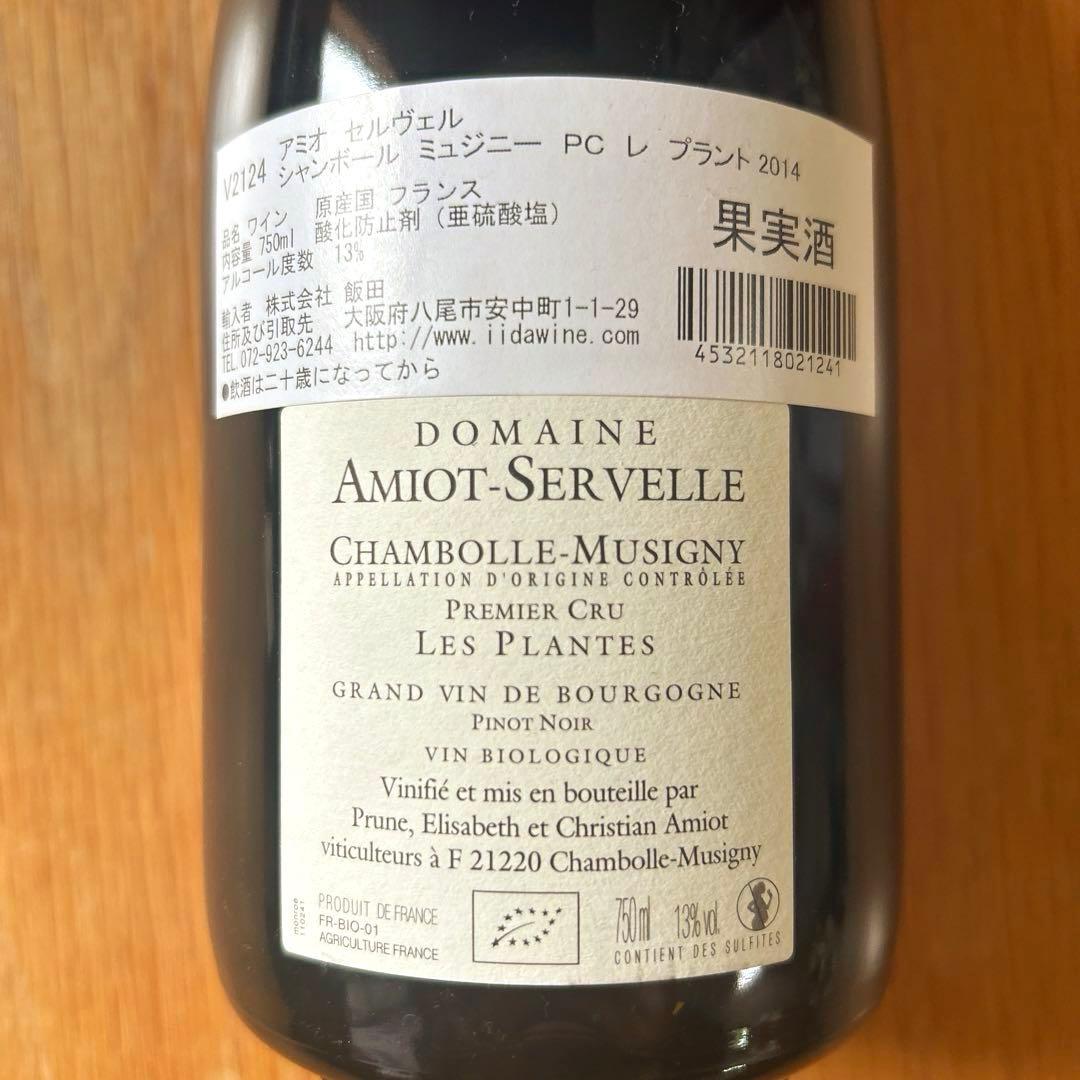 V2124 アミオ セルヴェル
シャンボール ミュジニー PC レ プラント 2014
品名 ワイン 原産国 フランス
内容量 750ml 酸化防止剤（亜硫酸塩）
アルコール度数 13%
果実酒
輸入者 株式会社 飯田
住所及び引取先 大阪府八尾市安中町1-1-29
TEL.072-923-6244 http://www.iidawine.com
●飲酒は二十歳になってから
4532118021241
DOMAINE
AMIOT-SERVELLE
CHAMBOLLE-MUSIGNY
APPELLATION D'ORIGINE CONTRÔLÉE
PREMIER CRU
LES PLANTES
GRAND VIN DE BOURGOGNE
PINOT NOIR
VIN BIOLOGIQUE
Vinifié et mis en bouteille par
Prune, Elisabeth et Christian Amiot
viticulteurs à F 21220 Chambolle-Musigny
monroe
110241
PRODUIT DE FRANCE
FR-BIO-01
AGRICULTURE FRANCE
750ml 13% vol.
CONTIENT DES SULFITES